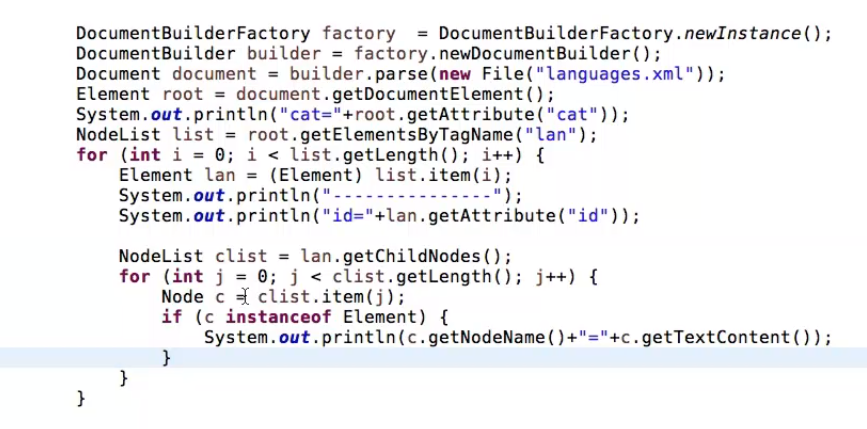 DocumentBuilderFactory factory  = DocumentBuilderFactory.newInstance();
DocumentBuilder builder = factory.newDocumentBuilder();
Document document = builder.parse(new File("languages.xml"));
Element root = document.getDocumentElement();
System.out.println("cat="+root.getAttribute("cat"));
NodeList list = root.getElementsByTagName("lan");
for (int i = 0; i < list.getLength(); i++) {
    Element lan = (Element) list.item(i);
    System.out.println("---------------");
    System.out.println("id="+lan.getAttribute("id"));

    NodeList clist = lan.getChildNodes();
    for (int j = 0; j < clist.getLength(); j++) {
        Node c = clist.item(j);
        if (c instanceof Element) {
            System.out.println(c.getNodeName()+"="+c.getTextContent());
        }
    }
}